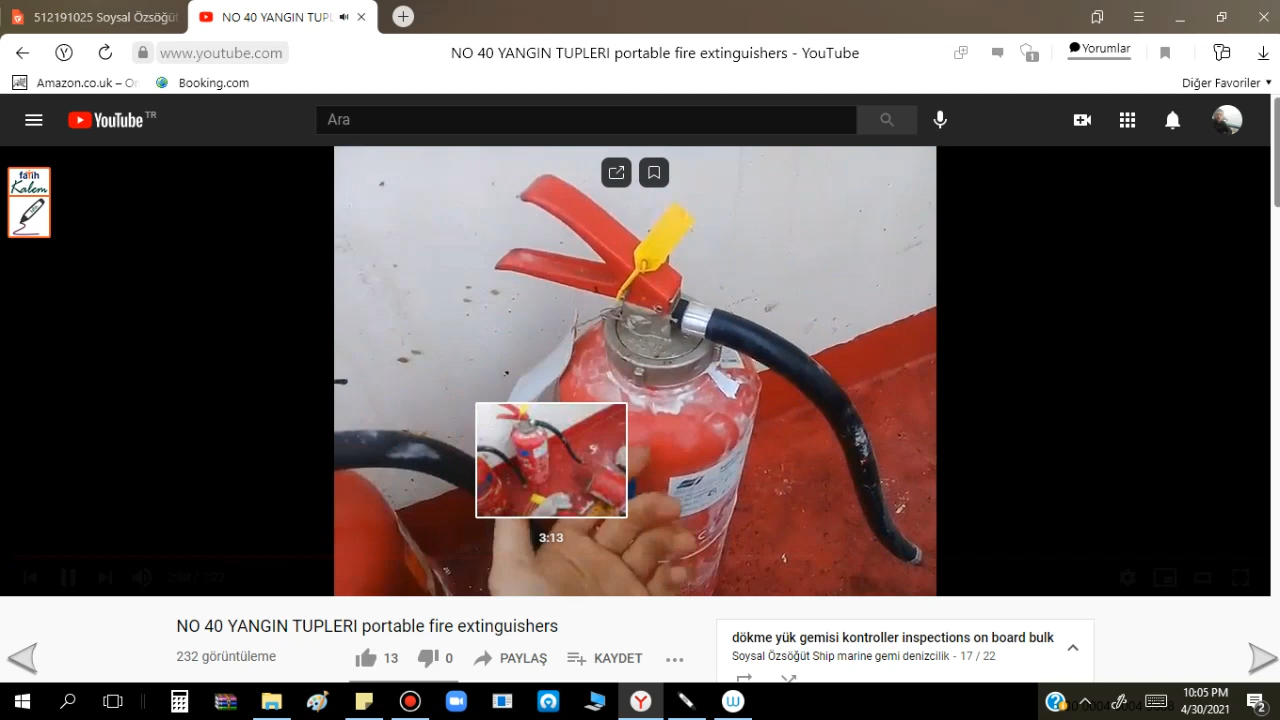 512191025 Soysal Özsöğüt
NO 40 YANGIN TUPL
www.youtube.com
NO 40 YANGIN TUPLERI portable fire extinguishers - YouTube
1
Yorumlar
Amazon.co.uk – Or
Booking.com
Diğer Favoriler
YouTube TR
Ara
fatih
Kalem
3:13
NO 40 YANGIN TUPLERI portable fire extinguishers
232 görüntüleme
13
0
PAYLAŞ
KAYDET
dökme yük gemisi kontroller inspections on board bulk
Soysal Özsöğüt Ship marine gemi denizcilik - 17 / 22
10:05 PM
4/30/2021
2